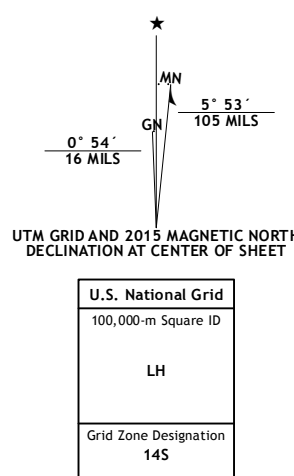 ★
.MN
GN
5° 53´
105 MILS
0° 54´
16 MILS
UTM GRID AND 2015 MAGNETIC NORTH
DECLINATION AT CENTER OF SHEET
U.S. National Grid
100,000-m Square ID
LH
Grid Zone Designation
14S